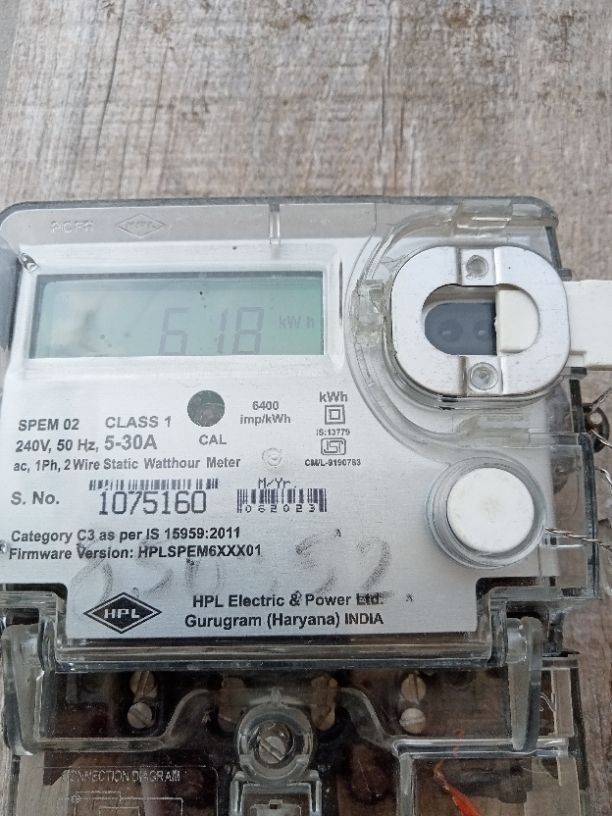 HPL
618
kWh
SPEM 02 CLASS 1
240V, 50 Hz, 5-30A
CAL
6400
imp/kWh
kWh
IS:13779
CM/L-9190783
ac, 1Ph, 2 Wire Static Watthour Meter
M/Yr.
S. No. 1075160
062023
Category C3 as per IS 15959:2011
Firmware Version: HPLSPEM6XXX01
HPL
HPL Electric & Power Ltd.
Gurugram (Haryana) INDIA
CONNECTION DIAGRAM